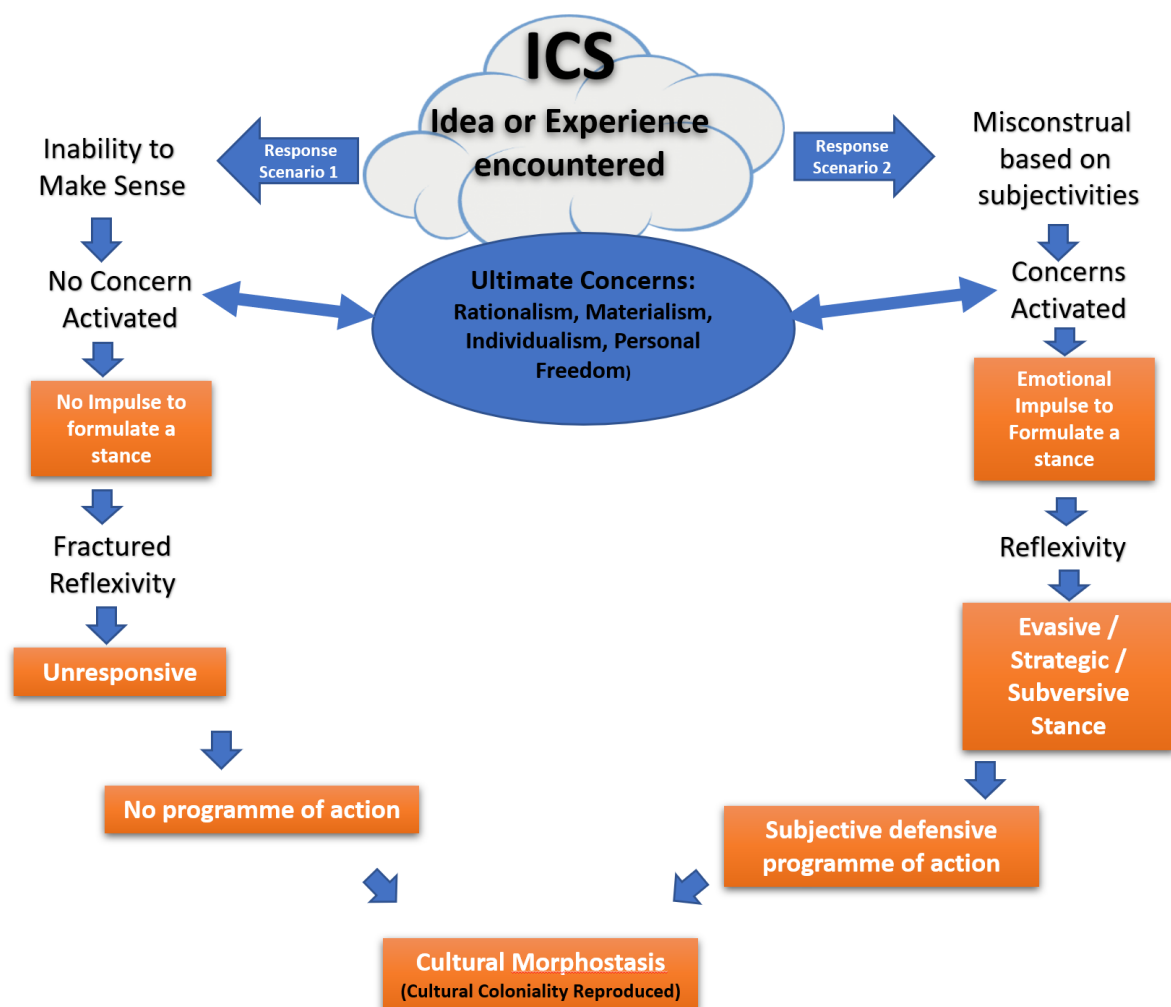 ICS
Idea or Experience
encountered
Response
Scenario 1
Response
Scenario 2
Inability to
Make Sense
No Concern
Activated
No Impulse to
formulate a
stance
Fractured
Reflexivity
Unresponsive
No programme of action
Ultimate Concerns:
Rationalism, Materialism,
Individualism, Personal
Freedom)
Misconstrual
based on
subjectivities
Concerns
Activated
Emotional
Impulse to
Formulate a
stance
Reflexivity
Evasive /
Strategic /
Subversive
Stance
Subjective defensive
programme of action
Cultural Morphostasis
(Cultural Coloniality Reproduced)